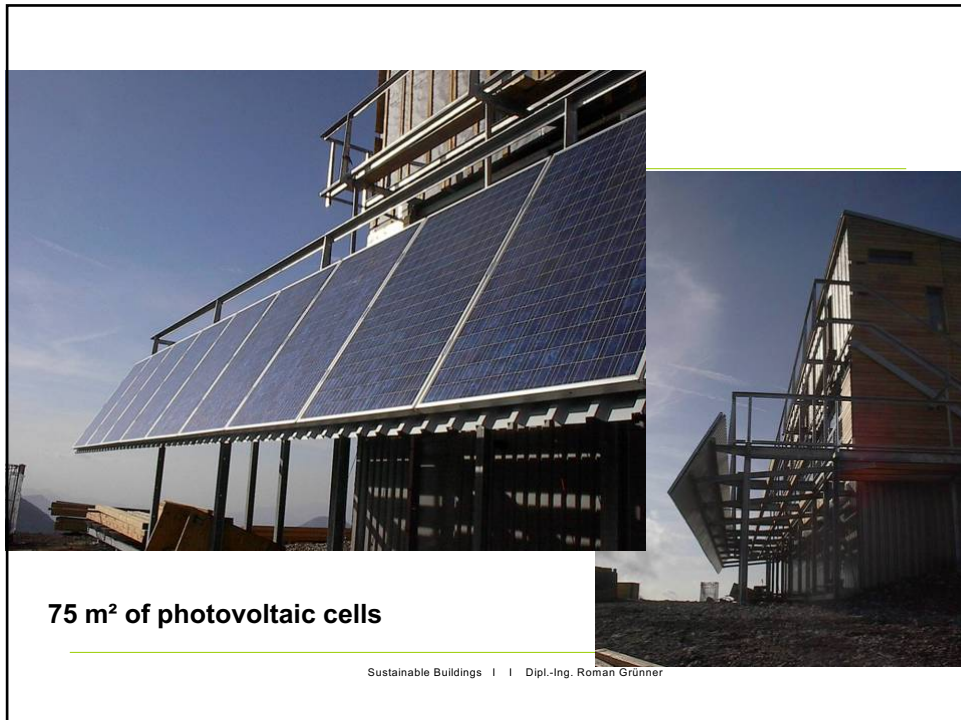 75 m² of photovoltaic cells
Sustainable Buildings I I Dipl.-Ing. Roman Grünner